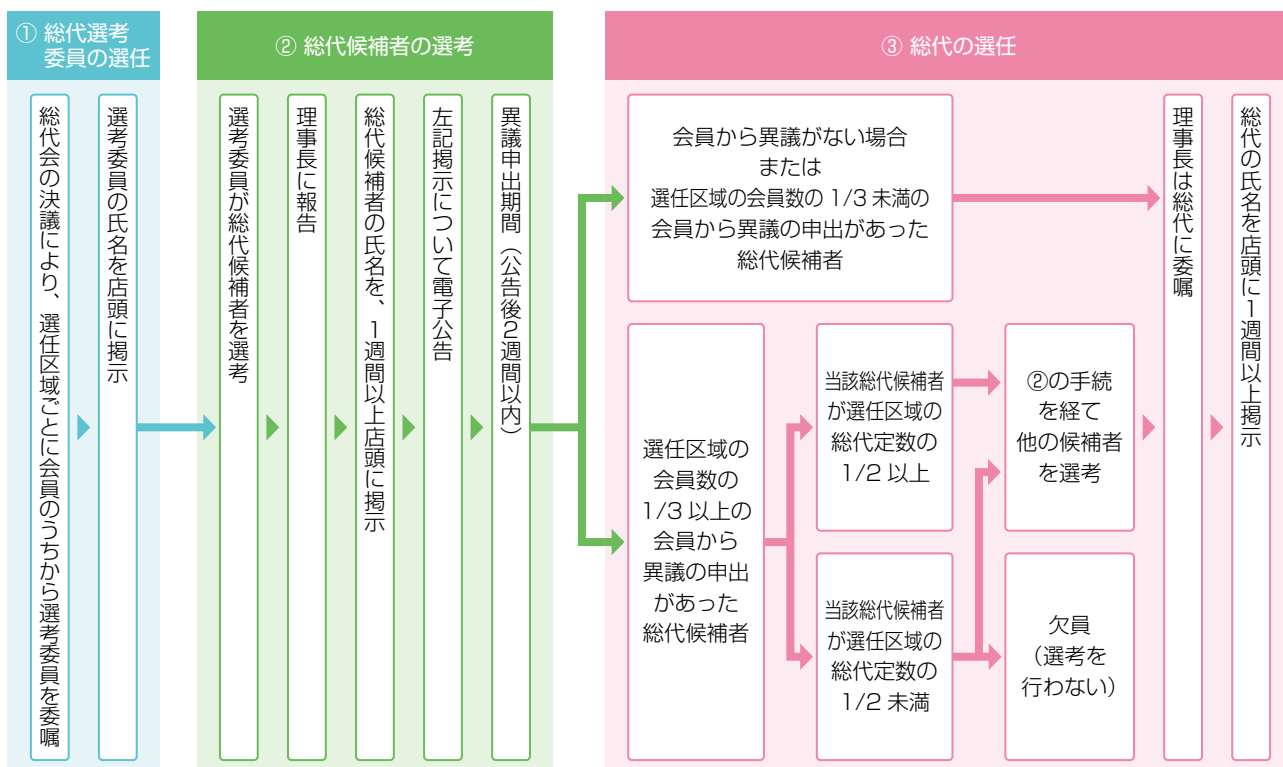 ① 総代選考
委員の選任
総代会の決議により、選任区域ごとに会員のうちから選考委員を委嘱
選考委員の氏名を店頭に掲示
② 総代候補者の選考
選考委員が総代候補者を選考
理事長に報告
総代候補者の氏名を、1週間以上店頭に掲示
左記掲示について電子公告
異議申出期間（公告後2週間以内）
③ 総代の選任
会員から異議がない場合
または
選任区域の会員数の 1/3 未満の
会員から異議の申出があった
総代候補者
選任区域の
会員数の
1/3 以上の
会員から
異議の申出
があった
総代候補者
当該総代候補者
が選任区域の
総代定数の
1/2 以上
当該総代候補者
が選任区域の
総代定数の
1/2 未満
②の手続
を経て
他の候補者
を選考
欠員
（選考を
行わない）
理事長は総代に委嘱
総代の氏名を店頭に1週間以上掲示